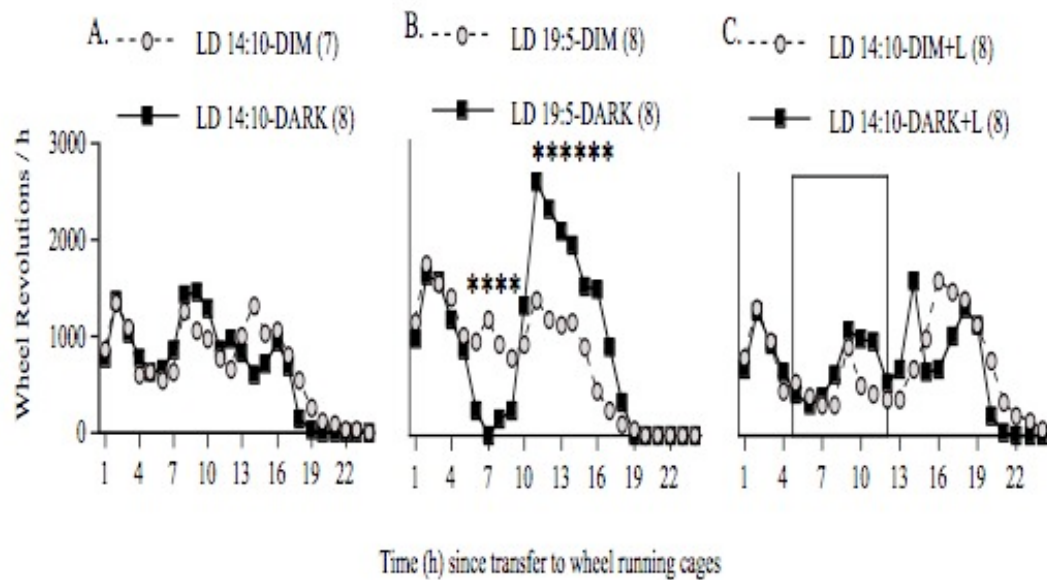 A. LD 14:10-DIM (7)
LD 14:10-DARK (8)
B. LD 19:5-DIM (8)
LD 19:5-DARK (8)
C. LD 14:10-DIM+L (8)
LD 14:10-DARK+L (8)
Wheel Revolutions / h
3000
2000
1000
0
******
****
1 4 7 10 13 16 19 22
1 4 7 10 13 16 19 22
1 4 7 10 13 16 19 22
Time (h) since transfer to wheel running cages